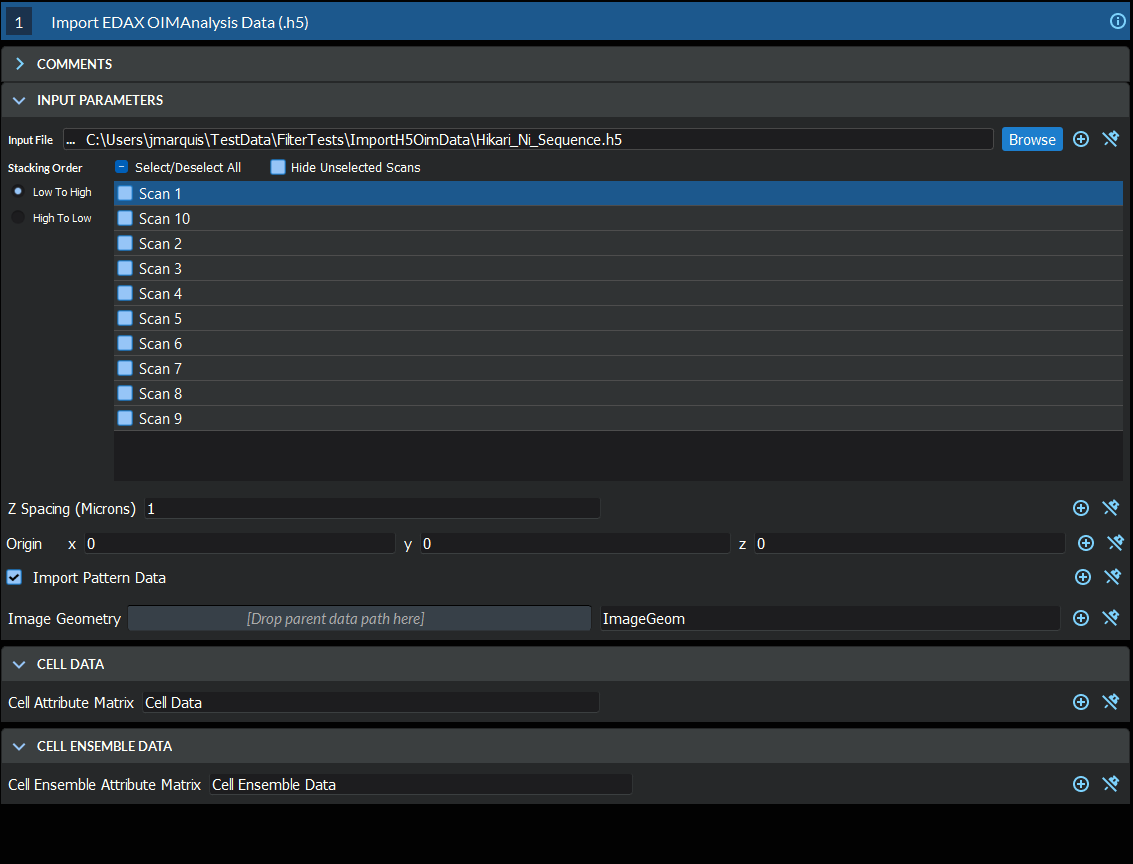 1 Import EDAX OIMAnalysis Data (.h5)
COMMENTS
INPUT PARAMETERS
Input File ... C:\Users\jmarquis\TestData\FilterTests\ImportH5OimData\Hikari_Ni_Sequence.h5 Browse
Stacking Order Select/Deselect All Hide Unselected Scans
Low To High
High To Low
Scan 1
Scan 10
Scan 2
Scan 3
Scan 4
Scan 5
Scan 6
Scan 7
Scan 8
Scan 9
Z Spacing (Microns) 1
Origin x 0 y 0 z 0
Import Pattern Data
Image Geometry [Drop parent data path here] ImageGeom
CELL DATA
Cell Attribute Matrix Cell Data
CELL ENSEMBLE DATA
Cell Ensemble Attribute Matrix Cell Ensemble Data